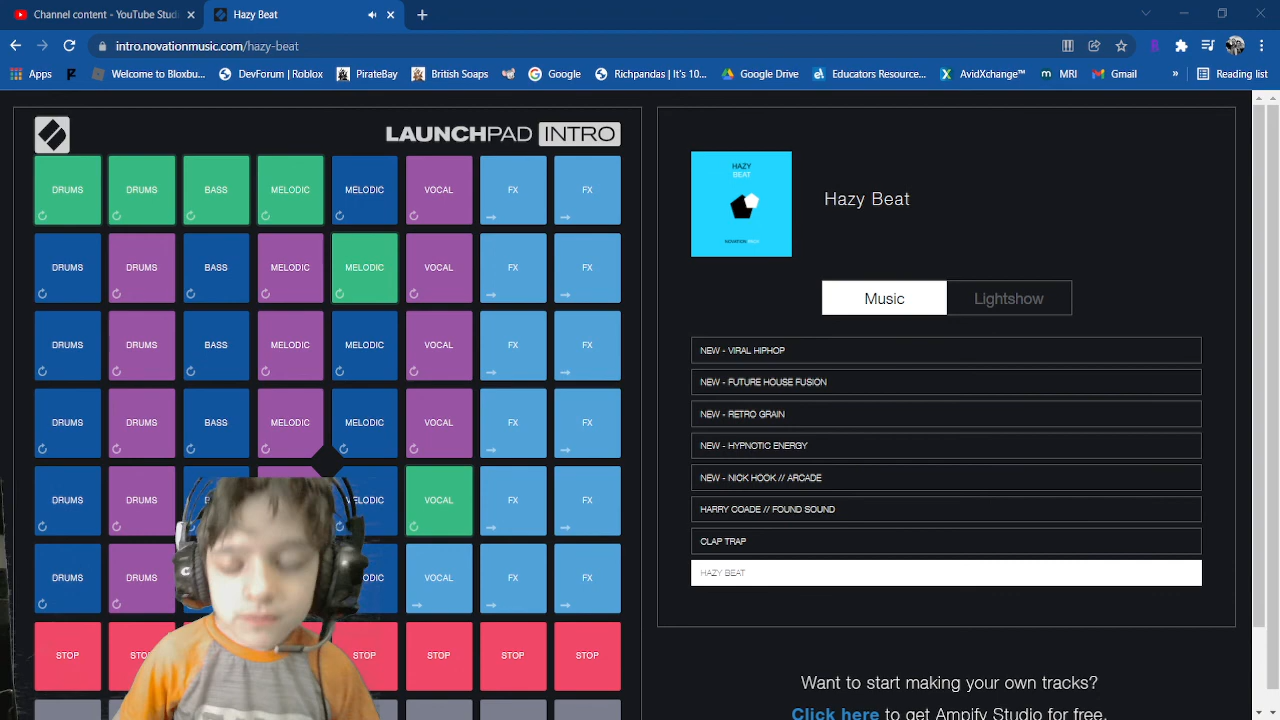 Channel content - YouTube Stud
Hazy Beat
intro.novationmusic.com/hazy-beat
Apps
Welcome to Bloxbu...
DevForum | Roblox
PirateBay
British Soaps
Google
Richpandas | It's 10...
Google Drive
Educators Resource...
AvidXchange™
MRI
Gmail
»
Reading list
LAUNCHPAD INTRO
DRUMS DRUMS BASS MELODIC MELODIC VOCAL FX FX
DRUMS DRUMS BASS MELODIC MELODIC VOCAL FX FX
DRUMS DRUMS BASS MELODIC MELODIC VOCAL FX FX
DRUMS DRUMS BASS MELODIC MELODIC VOCAL FX FX
DRUMS DRUMS VOCAL FX FX
DRUMS DRUMS VOCAL FX FX
STOP STOP STOP STOP STOP
HAZY
BEAT
Hazy Beat
Music
Lightshow
NEW - VIRAL HIPHOP
NEW - FUTURE HOUSE FUSION
NEW - RETRO GRAIN
NEW - HYPNOTIC ENERGY
NEW - NICK HOOK // ARCADE
HARRY COADE // FOUND SOUND
CLAP TRAP
HAZY BEAT
Want to start making your own tracks?
Click here to get Ampify Studio for free.